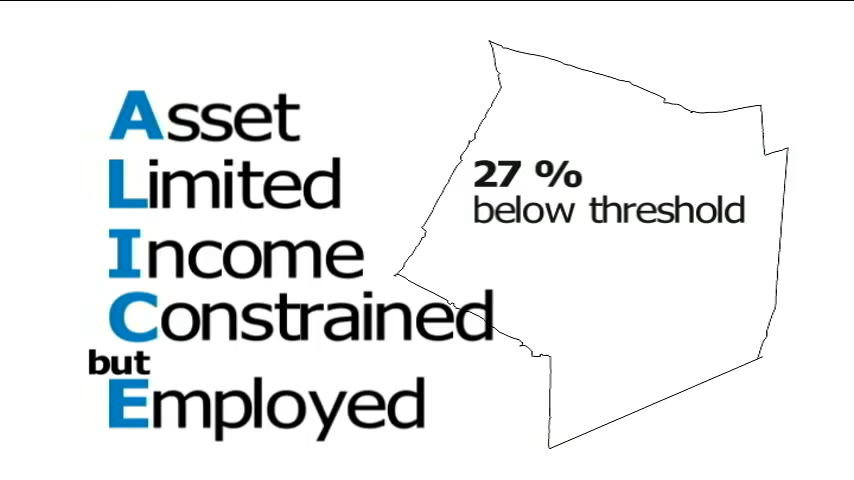 Asset
Limited
Income
Constrained
but
Employed
27 %
below threshold